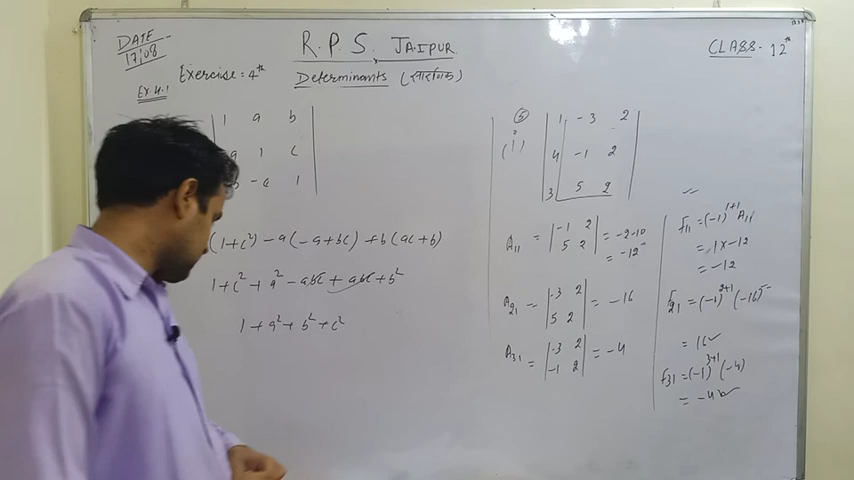 DATE - R.P.S. JAIPUR CLASS - 12th
17/08
Exercise = 4th Determinants (सारणिक)
EX.4.1
1 a b
1 c
-c 1
(1+c²) -a(-a+bc) +b(ac+b)
1+c²+a²-abc+abc+b²
1+a²+b²+c²
(5)
(i) 1 -3 2
4 -1 2
3 5 2
A11 = | -1 2 | = -2-10
| 5 2 | = -12
A21 = | -3 2 | = -16
| 5 2 |
A31 = | -3 2 | = -4
| -1 2 |
F11 = (-1)^1+1 A11
= 1x-12
= -12
F21 = (-1)^2+1 (-16)
= 16
F31 = (-1)^3+1 (-4)
= -4